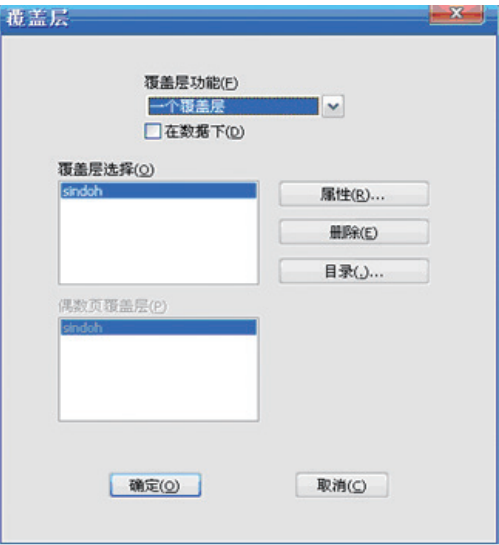 覆盖层
覆盖层功能(F)
一个覆盖层
在数据下(D)
覆盖层选择(O)
sindoh
属性(R)...
删除(E)
目录(.)...
偶数页覆盖层(P)
sindoh
确定(O)
取消(C)